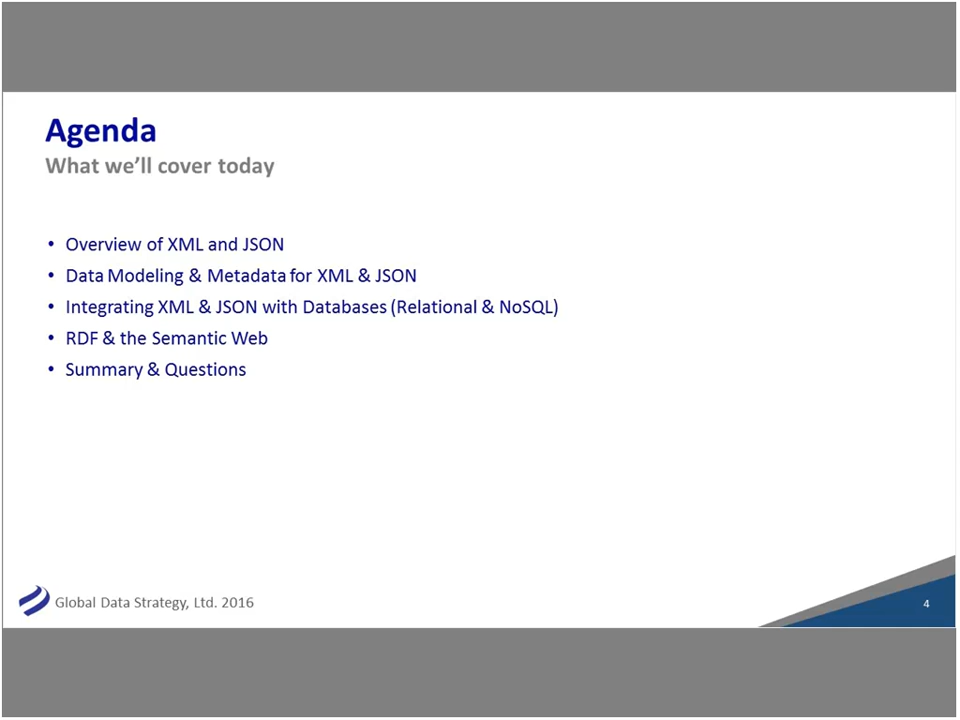 Agenda
What we’ll cover today
• Overview of XML and JSON
• Data Modeling & Metadata for XML & JSON
• Integrating XML & JSON with Databases (Relational & NoSQL)
• RDF & the Semantic Web
• Summary & Questions
Global Data Strategy, Ltd. 2016
4